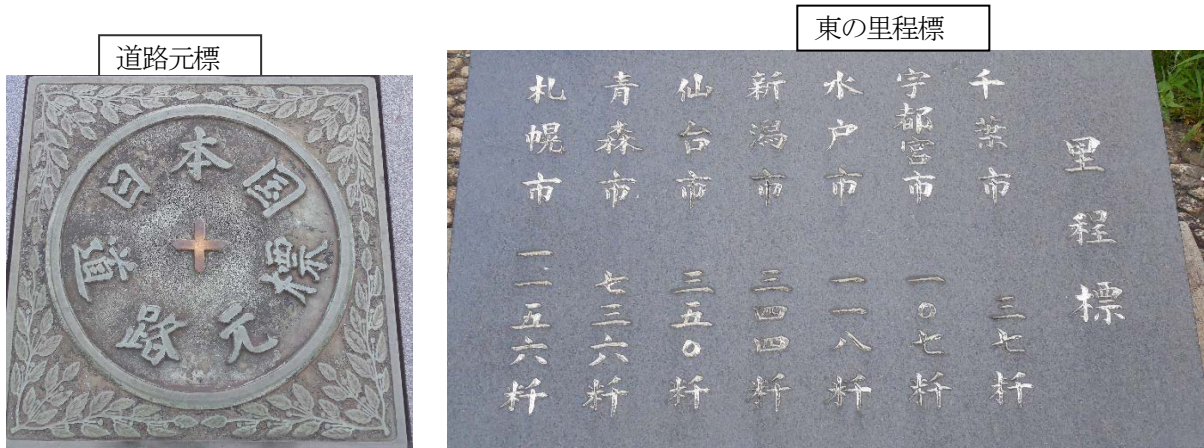 道路元標
日本国
道路元標
東の里程標
里程標
千葉市 三七粁
宇都宮市 一〇七粁
水戸市 一一八粁
新潟市 三四四粁
仙台市 三五〇粁
青森市 七三六粁
札幌市 一、一五六粁